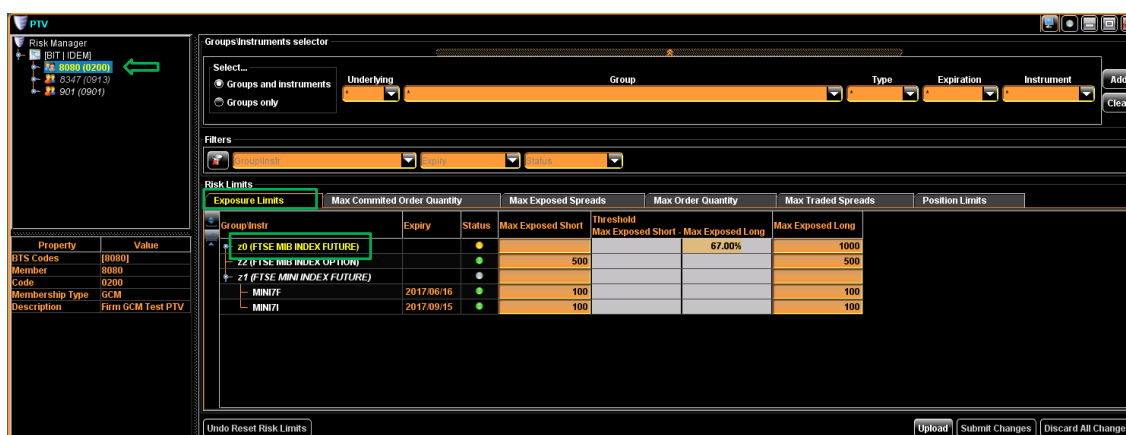 PTV
Risk Manager
[BIT | IDEM]
8080 (0200)
8347 (0913)
901 (0901)
Groups\Instruments selector
Select...
Groups and instruments
Groups only
Underlying Group Type Expiration Instrument
* * * * *
Add
Clea
Filters
Group\Instr Expiry Status
Risk Limits
Exposure Limits Max Commited Order Quantity Max Exposed Spreads Max Order Quantity Max Traded Spreads Position Limits
Group\Instr Expiry Status Max Exposed Short Threshold Max Exposed Long
Max Exposed Short - Max Exposed Long
z0 (FTSE MIB INDEX FUTURE) 67.00% 1000
z2 (FTSE MIB INDEX OPTION) 500 500
z1 (FTSE MINI INDEX FUTURE)
MINI7F 2017/06/16 100 100
MINI7I 2017/09/15 100 100
Property Value
BTS Codes [8080]
Member 8080
Code 0200
Membership Type GCM
Description Firm GCM Test PTV
Undo Reset Risk Limits Upload Submit Changes Discard All Change